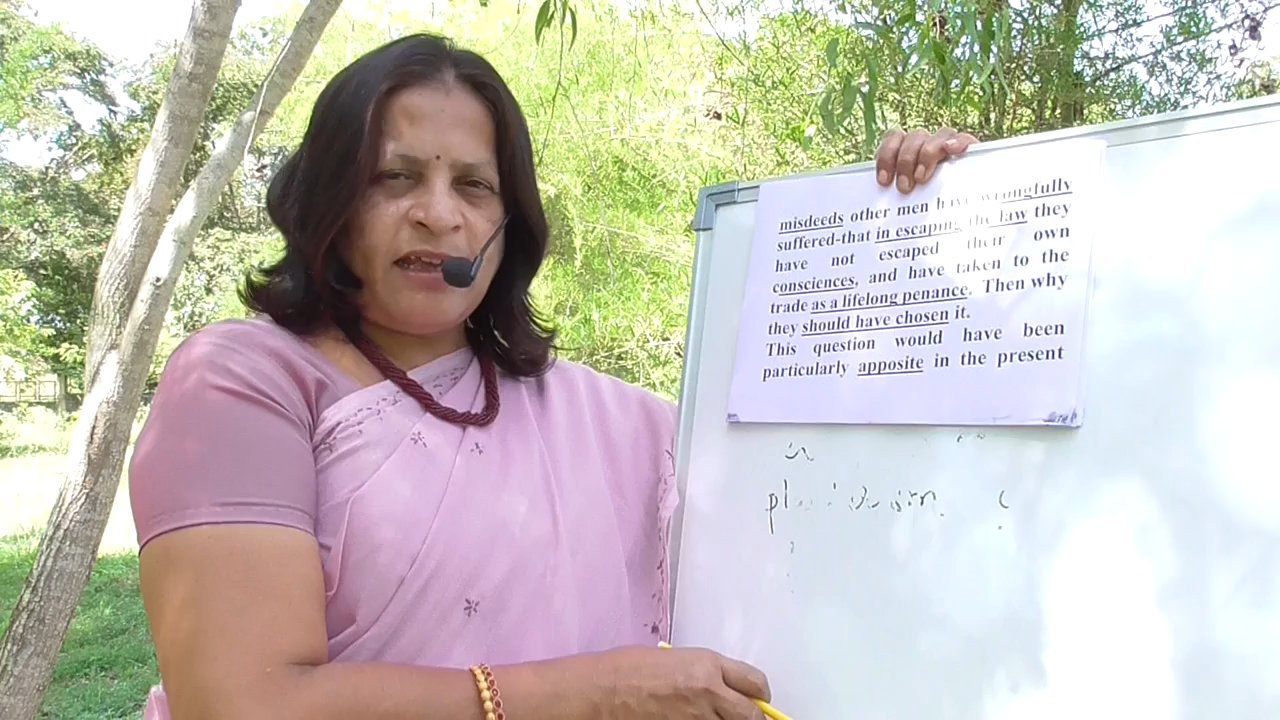 misdeeds other men have wrongfully
suffered-that in escaping the law they
have not escaped their own
consciences, and have taken to the
trade as a lifelong penance. Then why
they should have chosen it.
This question would have been
particularly apposite in the present